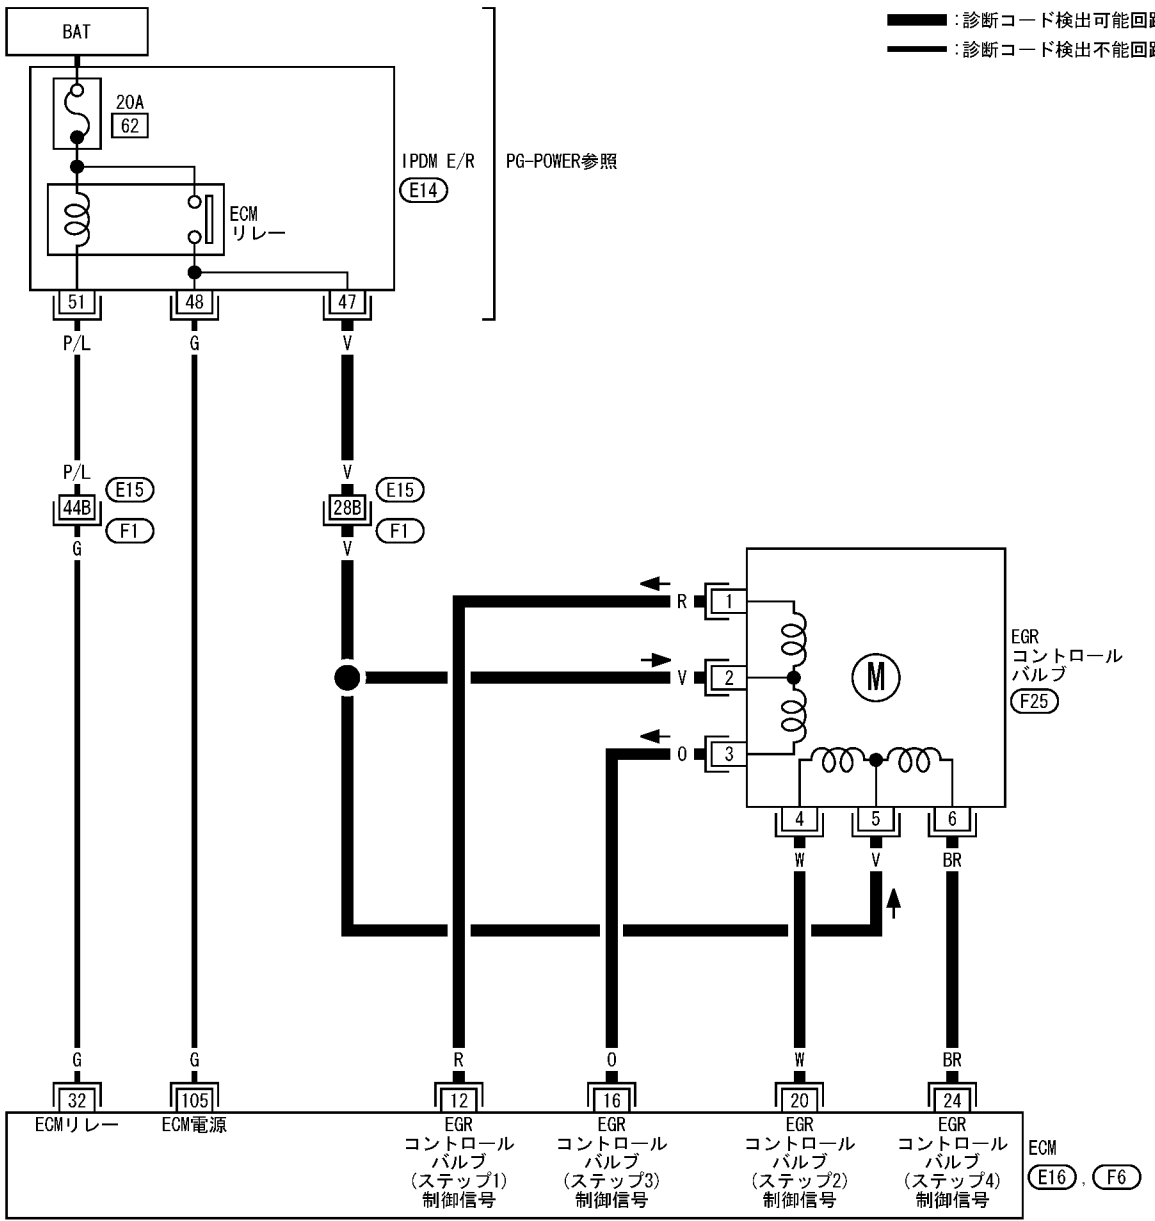 BAT
:診断コード検出可能回
:診断コード検出不能回
20A
62
IPDM E/R
E14
PG-POWER参照
ECM
リレー
51
48
47
P/L
G
V
P/L
V
44B
E15
F1
28B
E15
F1
G
V
R
1
V
2
O
3
M
EGR
コントロール
バルブ
F25
4
5
6
W
V
BR
G
G
R
O
W
BR
32
105
12
16
20
24
ECMリレー
ECM電源
EGR
コントロール
バルブ
(ステップ1)
制御信号
EGR
コントロール
バルブ
(ステップ3)
制御信号
EGR
コントロール
バルブ
(ステップ2)
制御信号
EGR
コントロール
バルブ
(ステップ4)
制御信号
ECM
E16 , F6